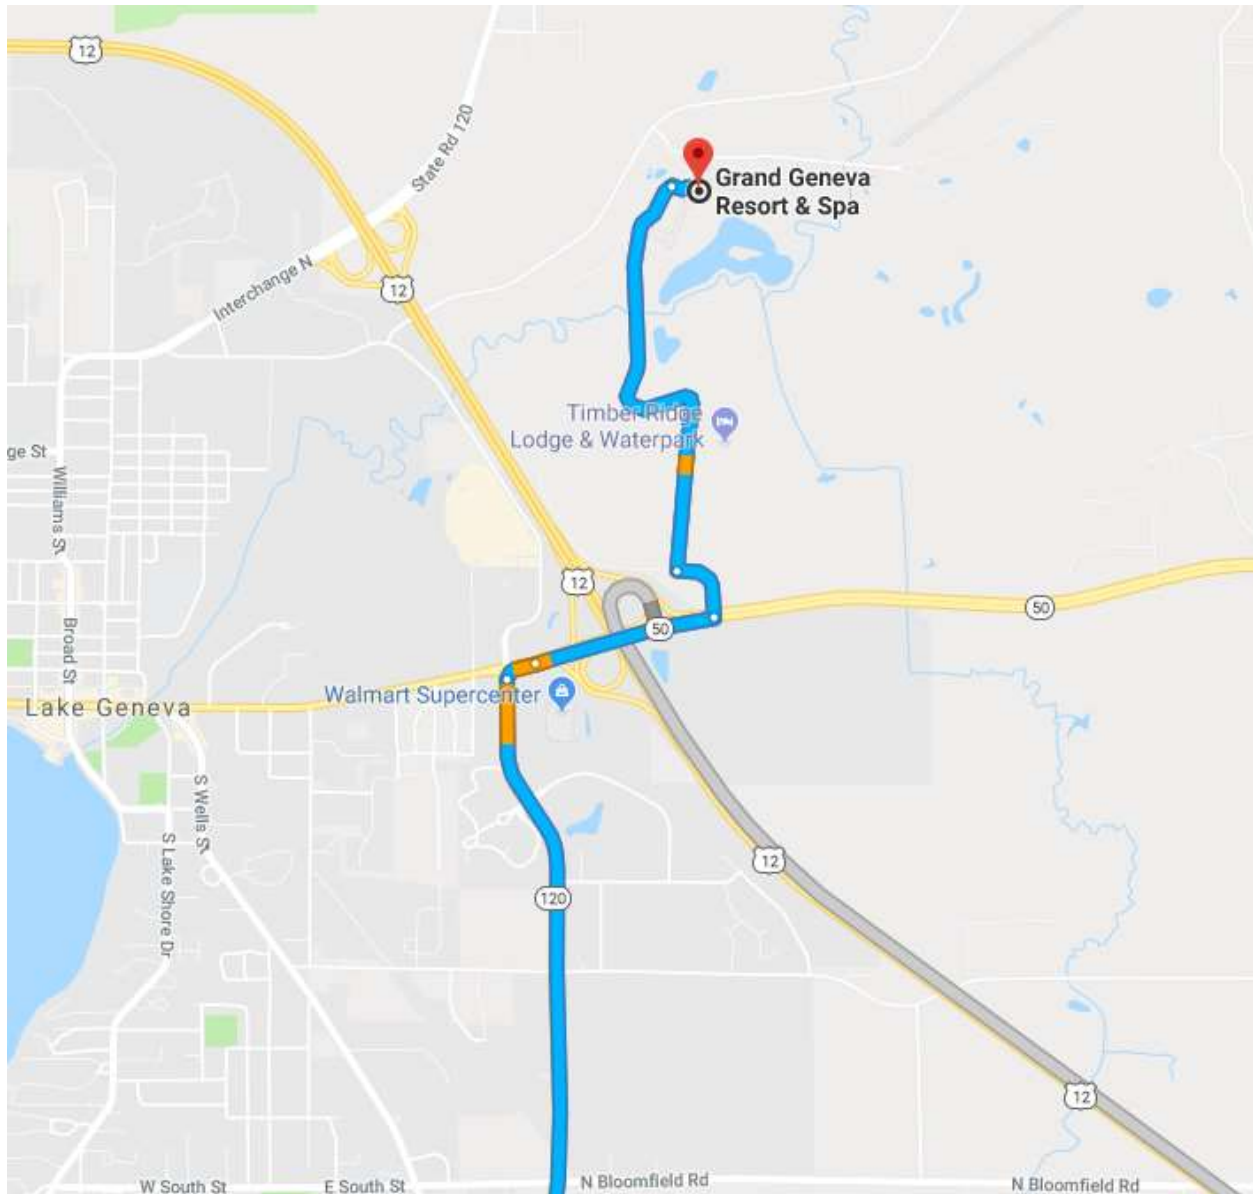 12
State Rd 120
Grand Geneva
Resort & Spa
Interchange N
12
Timber Ridge
Lodge & Waterpark
ge St
Williams St
12
50
50
Broad St
Walmart Supercenter
Lake Geneva
S Wells St
S Lake Shore Dr
12
120
12
W South St
E South St
N Bloomfield Rd
N Bloomfield Rd